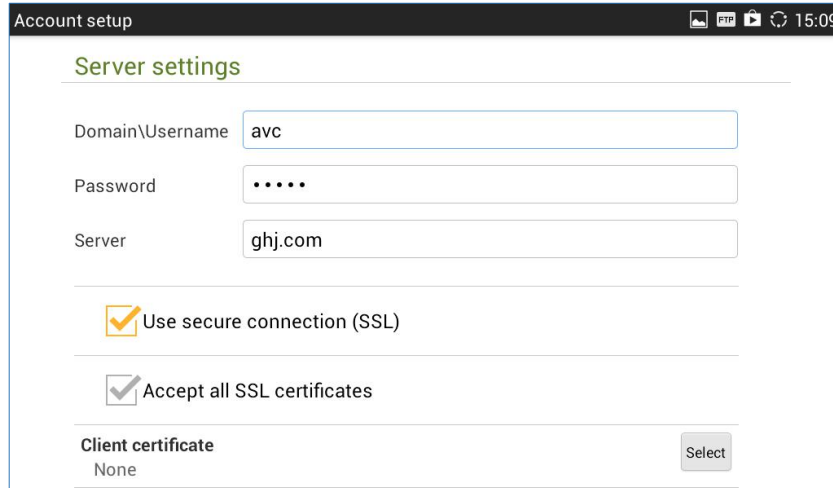 Account setup FTP 15:09
Server settings
Domain\Username avc
Password •••••
Server ghj.com
Use secure connection (SSL)
Accept all SSL certificates
Client certificate
Select
None